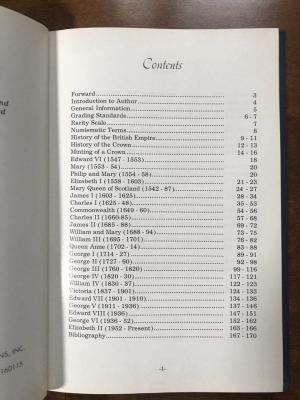 Contents
Forward 3
Introduction to Author 4
General Information 5
Grading Standards 6 - 7
Rarity Scale 7
Numismatic Terms 8
History of the British Empire 9 - 11
History of the Crown 12 - 13
Minting of a Crown 14 - 16
Edward VI (1547 - 1553) 18
Mary (1553 - 54) 20
Philip and Mary (1554 - 58) 20
Elizabeth I (1558 - 1603) 21 - 23
Mary Queen of Scotland (1542 - 87) 24 - 27
James I (1603 - 1625) 28 - 34
Charles I (1625 - 48) 35 - 53
Commonwealth (1649 - 60) 54 - 56
Charles II (1660-85) 57 - 68
James II (1685 - 88) 69 - 72
William and Mary (1688 - 94) 73 - 75
William III (1695 - 1701) 76 - 82
Queen Anne (1702 - 14) 83 - 88
George I (1714 - 27) 89 - 91
George II (1727 - 60) 92 - 98
George III (1760 - 1820) 99 - 116
George IV (1820 - 30) 117 - 121
William IV (1830 - 37) 122 - 123
Victoria (1837 - 1901) 124 - 133
Edward VII (1901 - 1910) 134 - 136
George V (1911 - 1936) 137 - 146
Edward VIII (1936) 147 - 151
George VI (1936 - 52) 152 - 162
Elizabeth II (1952 - Present) 163 - 166
Bibliography 167 - 170
-1-
NS, INC.
160115